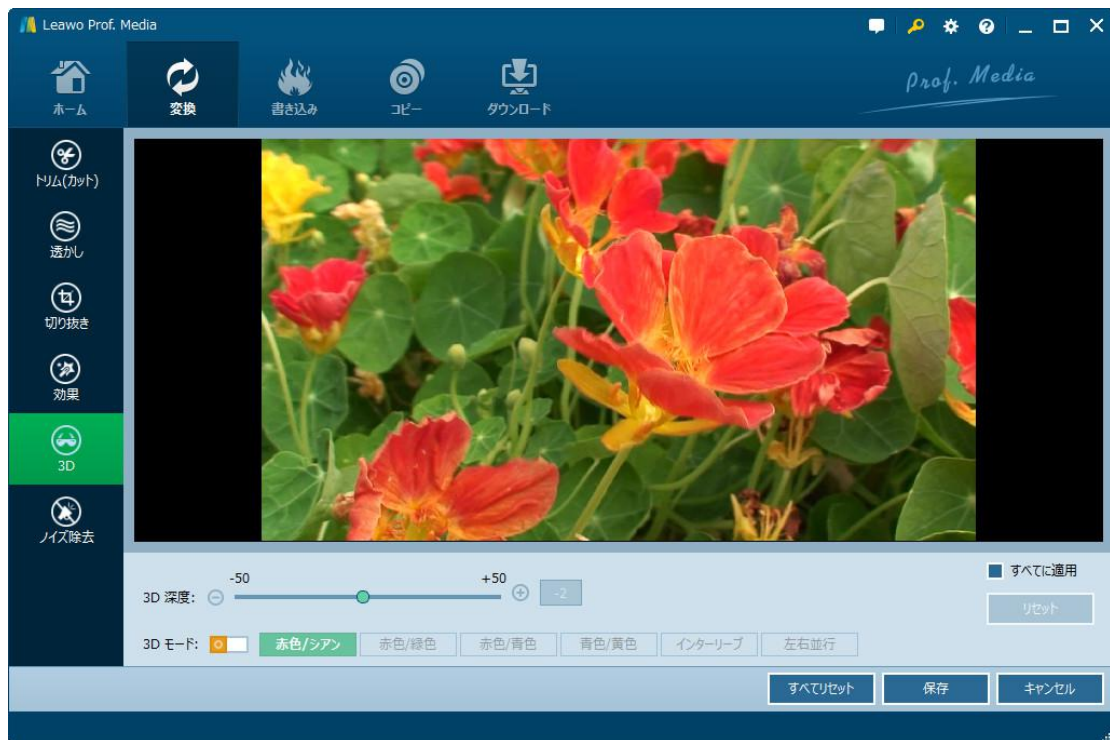 Leawo Prof. Media
ホーム
変換
書き込み
コピー
ダウンロード
Prof. Media
トリム(カット)
透かし
切り抜き
効果
3D
ノイズ除去
-50
+50
3D 深度:
-2
すべてに適用
リセット
3D モード:
赤色/シアン
赤色/緑色
赤色/青色
青色/黄色
インターリーブ
左右並行
すべてリセット
保存
キャンセル